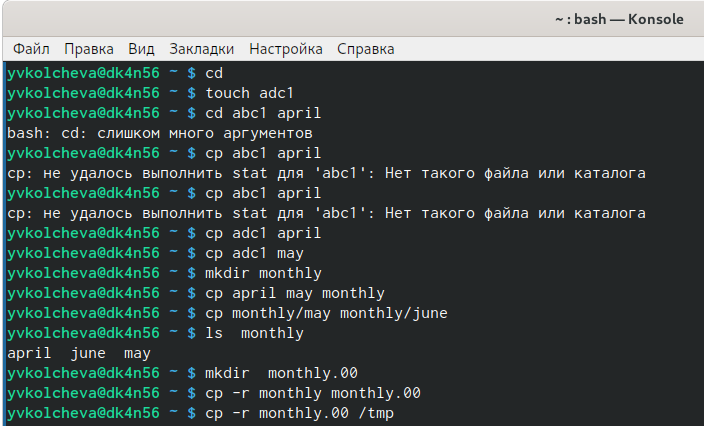 ~ : bash — Konsole
Файл Правка Вид Закладки Настройка Справка
yvkolcheva@dk4n56 ~ $ cd
yvkolcheva@dk4n56 ~ $ touch adc1
yvkolcheva@dk4n56 ~ $ cd abc1 april
bash: cd: слишком много аргументов
yvkolcheva@dk4n56 ~ $ cp abc1 april
cp: не удалось выполнить stat для 'abc1': Нет такого файла или каталога
yvkolcheva@dk4n56 ~ $ cp abc1 april
cp: не удалось выполнить stat для 'abc1': Нет такого файла или каталога
yvkolcheva@dk4n56 ~ $ cp adc1 april
yvkolcheva@dk4n56 ~ $ cp adc1 may
yvkolcheva@dk4n56 ~ $ mkdir monthly
yvkolcheva@dk4n56 ~ $ cp april may monthly
yvkolcheva@dk4n56 ~ $ cp monthly/may monthly/june
yvkolcheva@dk4n56 ~ $ ls  monthly
april  june  may
yvkolcheva@dk4n56 ~ $ mkdir  monthly.00
yvkolcheva@dk4n56 ~ $ cp -r monthly monthly.00
yvkolcheva@dk4n56 ~ $ cp -r monthly.00 /tmp